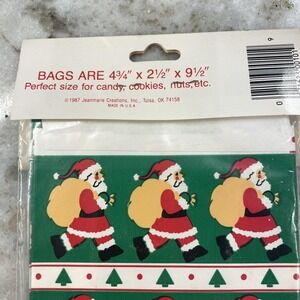 BAGS ARE 4¾" x 2½" x 9½"
Perfect size for candy, cookies, nuts, etc.
©1987 Jeanmarie Creations, Inc., Tulsa, OK 74158
MADE IN U.S.A.